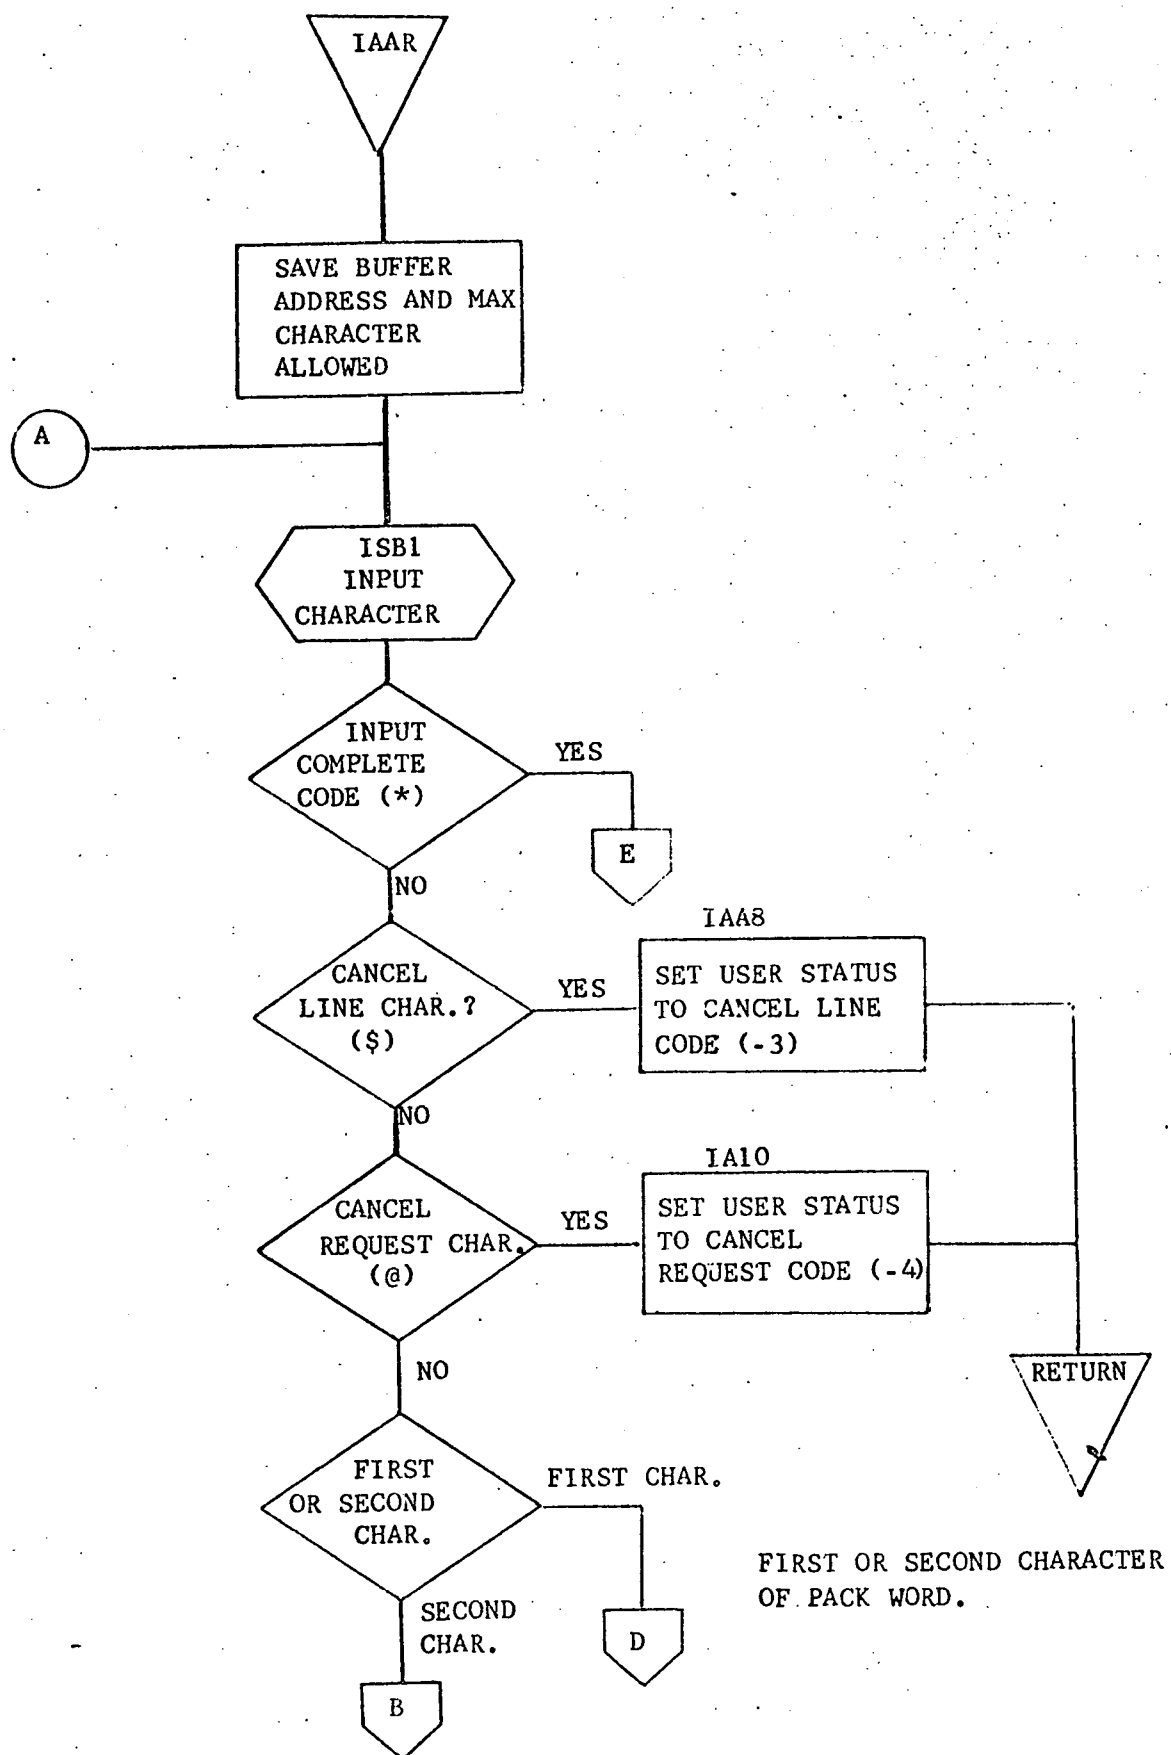 IAAR
SAVE BUFFER
ADDRESS AND MAX
CHARACTER
ALLOWED
A
ISB1
INPUT
CHARACTER
INPUT
COMPLETE
CODE (*)
YES
E
NO
IAA8
CANCEL
LINE CHAR.?
($)
YES
SET USER STATUS
TO CANCEL LINE
CODE (-3)
NO
IA10
CANCEL
REQUEST CHAR.
(@)
YES
SET USER STATUS
TO CANCEL
REQUEST CODE (-4)
NO
RETURN
FIRST
OR SECOND
CHAR.
FIRST CHAR.
FIRST OR SECOND CHARACTER
OF PACK WORD.
SECOND
CHAR.
D
B